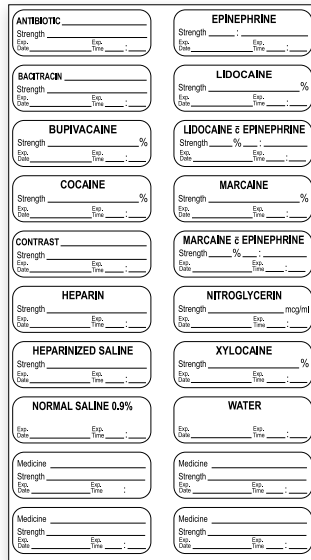 ANTIBIOTIC
Strength
Exp. Date Exp. Time :
BACITRACIN
Strength
Exp. Date Exp. Time :
BUPIVACAINE
Strength %
Exp. Date Exp. Time :
COCAINE
Strength %
Exp. Date Exp. Time :
CONTRAST
Strength
Exp. Date Exp. Time :
HEPARIN
Strength
Exp. Date Exp. Time :
HEPARINIZED SALINE
Strength
Exp. Date Exp. Time :
NORMAL SALINE 0.9%
Exp. Date Exp. Time :
Medicine
Strength
Exp. Date Exp. Time :
Medicine
Strength
Exp. Date Exp. Time :
EPINEPHRINE
Strength :
Exp. Date Exp. Time :
LIDOCAINE
Strength %
Exp. Date Exp. Time :
LIDOCAINE c̄ EPINEPHRINE
Strength % :
Exp. Date Exp. Time :
MARCAINE
Strength %
Exp. Date Exp. Time :
MARCAINE c̄ EPINEPHRINE
Strength % :
Exp. Date Exp. Time :
NITROGLYCERIN
Strength mcg/ml
Exp. Date Exp. Time :
XYLOCAINE
Strength %
Exp. Date Exp. Time :
WATER
Exp. Date Exp. Time :
Medicine
Strength
Exp. Date Exp. Time :
Medicine
Strength
Exp. Date Exp. Time :